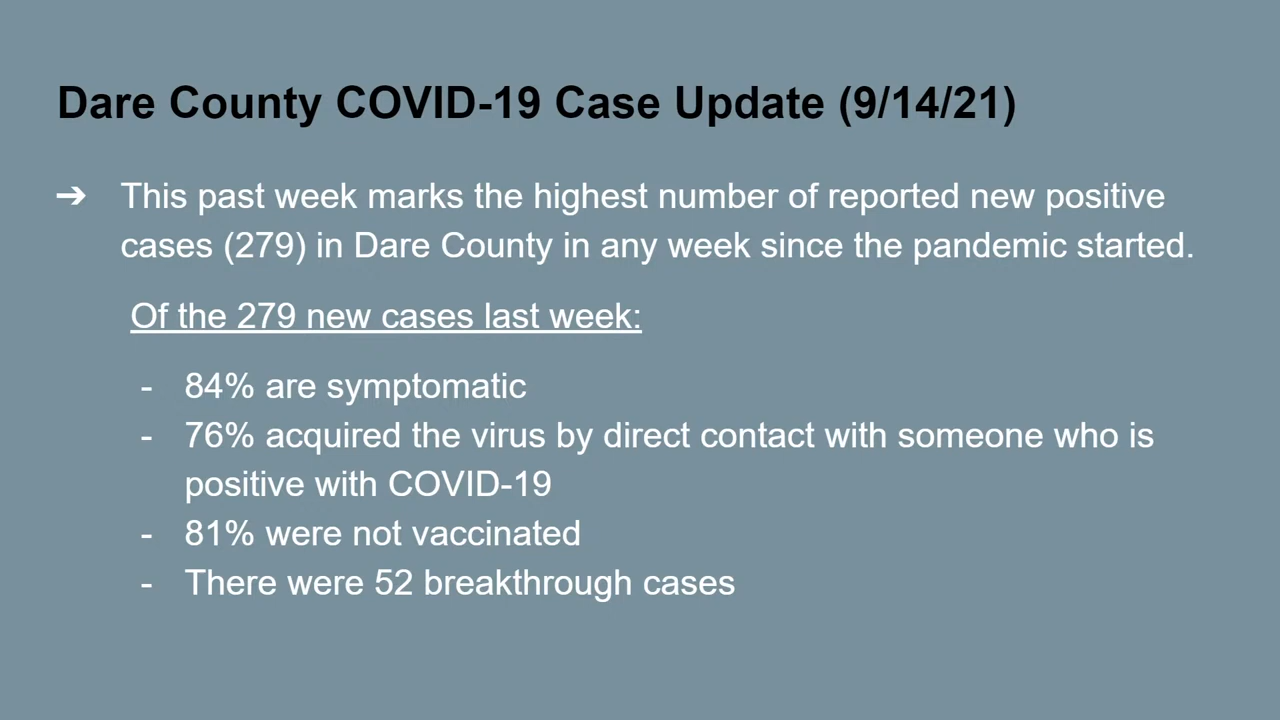 Dare County COVID-19 Case Update (9/14/21)
➔ This past week marks the highest number of reported new positive
cases (279) in Dare County in any week since the pandemic started.
Of the 279 new cases last week:
- 84% are symptomatic
- 76% acquired the virus by direct contact with someone who is
positive with COVID-19
- 81% were not vaccinated
- There were 52 breakthrough cases